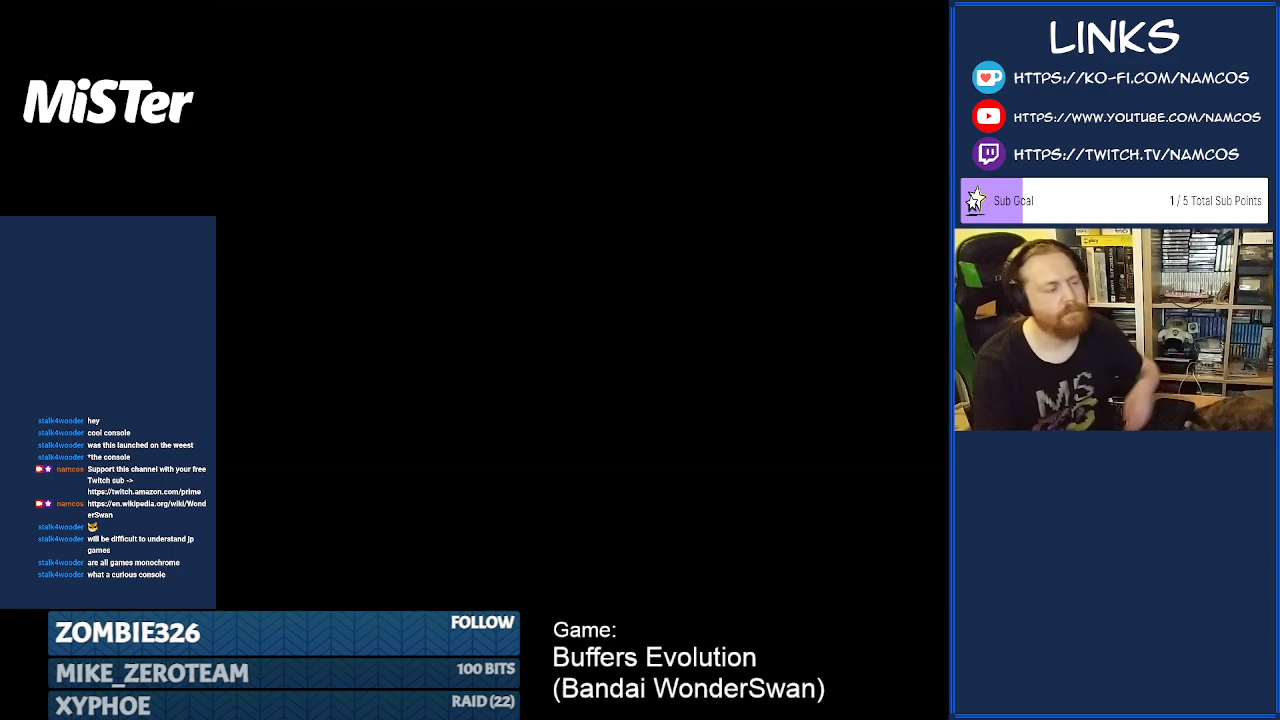 MiSTer
stalk4wooder hey
stalk4wooder cool console
stalk4wooder was this launched on the weest
stalk4wooder *the console
namcos Support this channel with your free
Twitch sub ->
https://twitch.amazon.com/prime
namcos https://en.wikipedia.org/wiki/Wond
erSwan
stalk4wooder
stalk4wooder will be difficult to understand jp
games
stalk4wooder are all games monochrome
stalk4wooder what a curious console
ZOMBIE326 FOLLOW
MIKE_ZEROTEAM 100 BITS
XYPHOE RAID (22)
Game:
Buffers Evolution
(Bandai WonderSwan)
LINKS
HTTPS://KO-FI.COM/NAMCOS
HTTPS://WWW.YOUTUBE.COM/NAMCOS
HTTPS://TWITCH.TV/NAMCOS
Sub Goal 1 / 5 Total Sub Points
MS